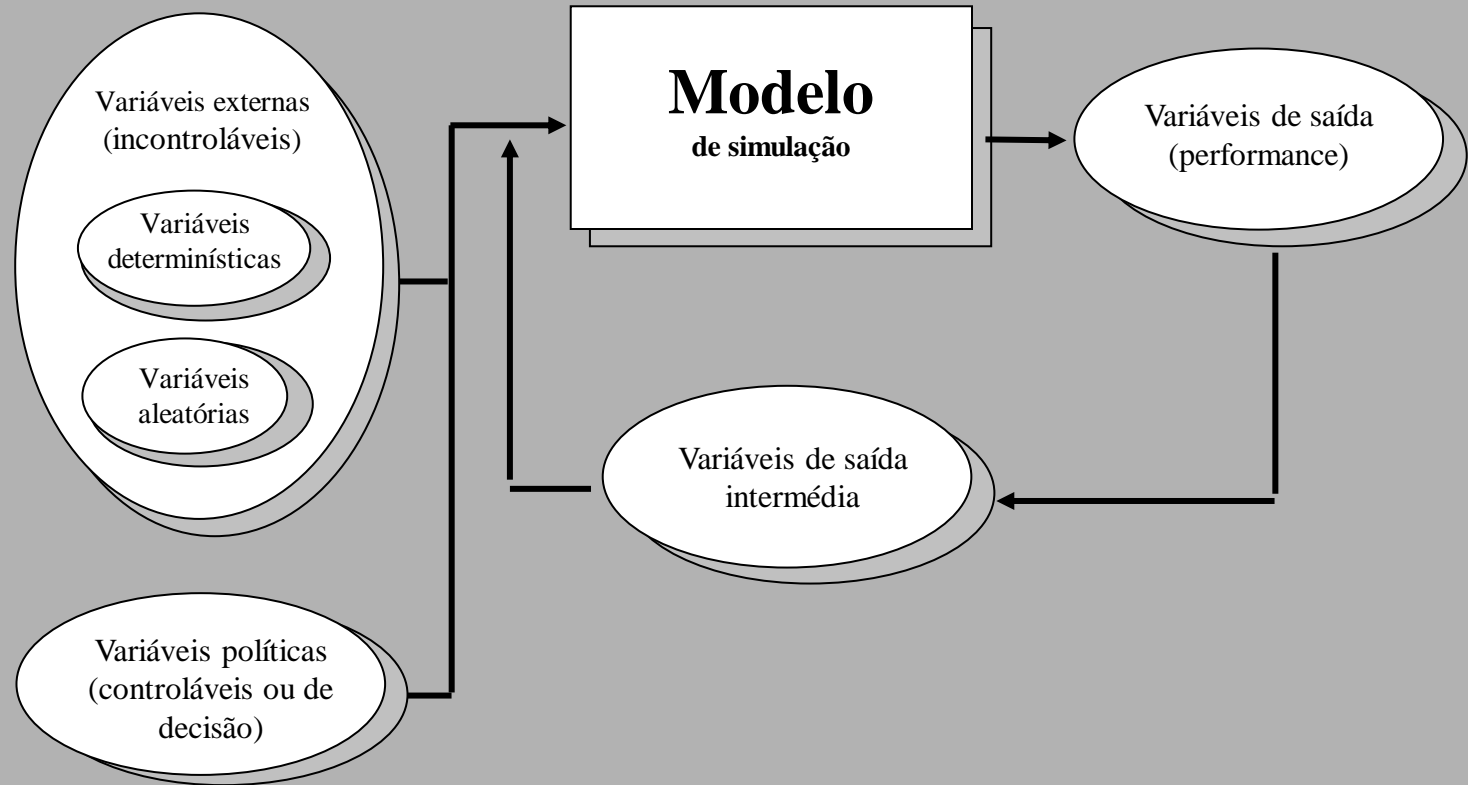 Variáveis externas
(incontroláveis)
Variáveis
determinísticas
Variáveis
aleatórias
Variáveis políticas
(controláveis ou de
decisão)
Modelo
de simulação
Variáveis de saída
(performance)
Variáveis de saída
intermédia